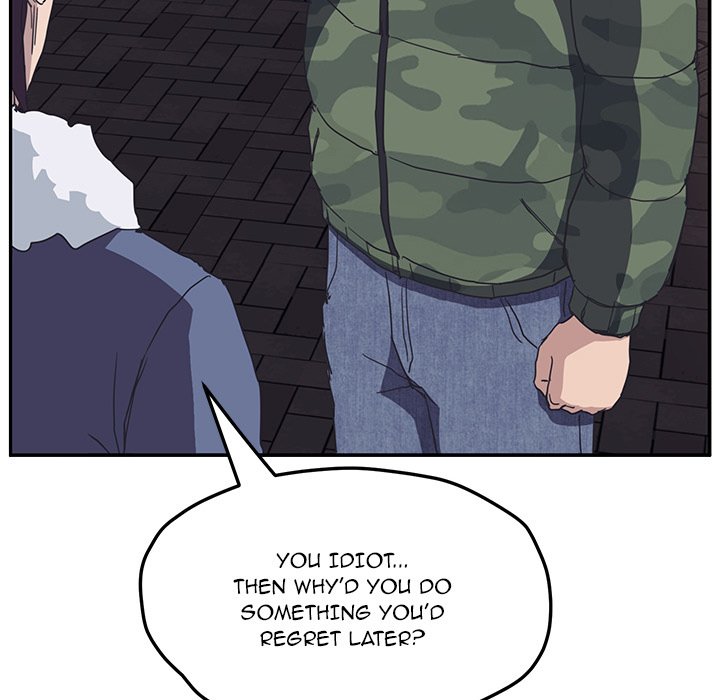 YOU IDIOT...
THEN WHY'D YOU DO
SOMETHING YOU'D
REGRET LATER?